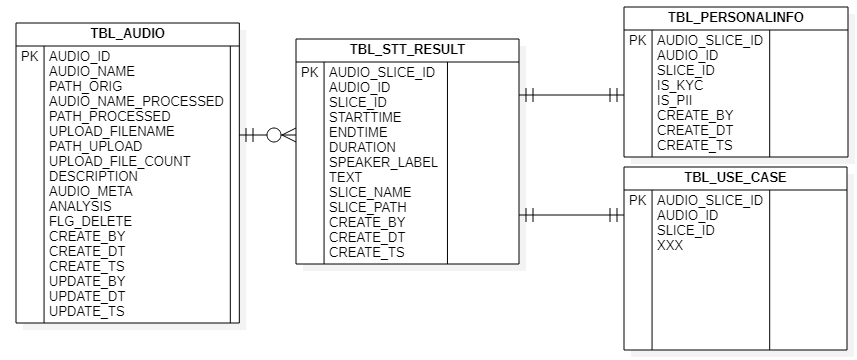 TBL_AUDIO
PK AUDIO_ID
AUDIO_NAME
PATH_ORIG
AUDIO_NAME_PROCESSED
PATH_PROCESSED
UPLOAD_FILENAME
PATH_UPLOAD
UPLOAD_FILE_COUNT
DESCRIPTION
AUDIO_META
ANALYSIS
FLG_DELETE
CREATE_BY
CREATE_DT
CREATE_TS
UPDATE_BY
UPDATE_DT
UPDATE_TS
TBL_STT_RESULT
PK AUDIO_SLICE_ID
AUDIO_ID
SLICE_ID
STARTTIME
ENDTIME
DURATION
SPEAKER_LABEL
TEXT
SLICE_NAME
SLICE_PATH
CREATE_BY
CREATE_DT
CREATE_TS
TBL_PERSONALINFO
PK AUDIO_SLICE_ID
AUDIO_ID
SLICE_ID
IS_KYC
IS_PII
CREATE_BY
CREATE_DT
CREATE_TS
TBL_USE_CASE
PK AUDIO_SLICE_ID
AUDIO_ID
SLICE_ID
XXX